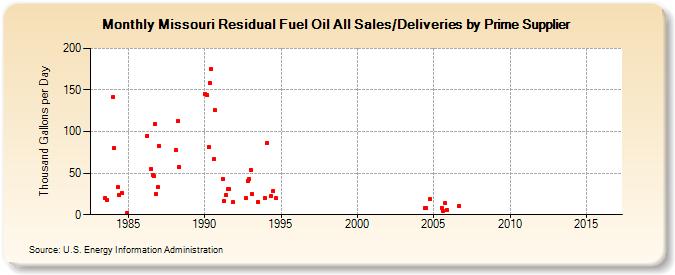 Monthly Missouri Residual Fuel Oil All Sales/Deliveries by Prime Supplier
Thousand Gallons per Day
200
150
100
50
0
1985 1990 1995 2000 2005 2010 2015
Source: U.S. Energy Information Administration